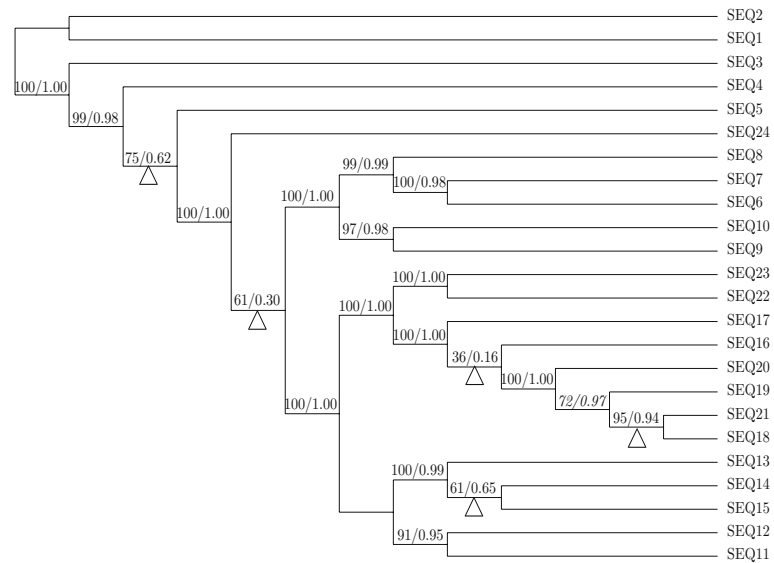 SEQ2
SEQ1
SEQ3
100/1.00
SEQ4
99/0.98
SEQ5
75/0.62
SEQ24
100/1.00
SEQ8
99/0.99
SEQ7
100/0.98
SEQ6
100/1.00
SEQ10
97/0.98
SEQ9
61/0.30
SEQ23
100/1.00
SEQ22
100/1.00
SEQ17
100/1.00
SEQ16
36/0.16
SEQ20
100/1.00
SEQ19
72/0.97
SEQ21
95/0.94
SEQ18
100/1.00
SEQ13
100/0.99
SEQ14
61/0.65
SEQ15
SEQ12
91/0.95
SEQ11